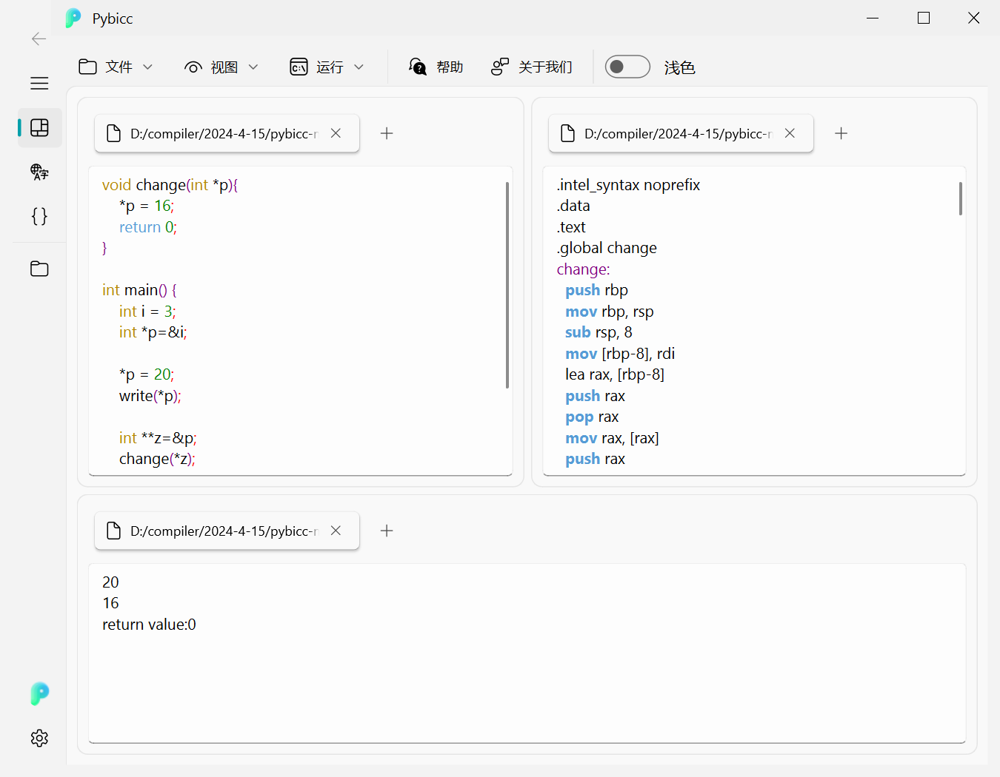 Pybicc
文件 视图 运行 帮助 关于我们 浅色
D:/compiler/2024-4-15/pybicc-
void change(int *p){
*p = 16;
return 0;
}
int main() {
int i = 3;
int *p=&i;
*p = 20;
write(*p);
int **z=&p;
change(*z);
D:/compiler/2024-4-15/pybicc-
.intel_syntax noprefix
.data
.text
.global change
change:
push rbp
mov rbp, rsp
sub rsp, 8
mov [rbp-8], rdi
lea rax, [rbp-8]
push rax
pop rax
mov rax, [rax]
push rax
D:/compiler/2024-4-15/pybicc-
20
16
return value:0